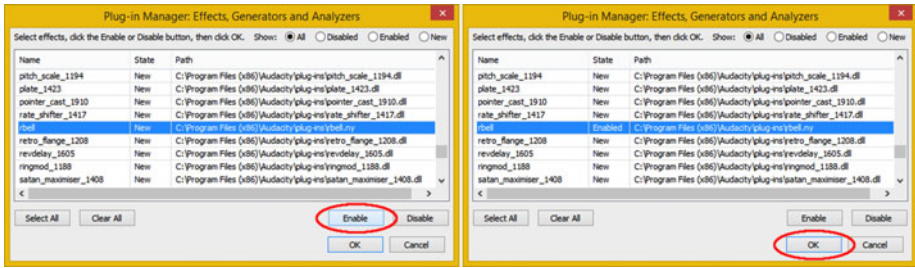 Plug-in Manager: Effects, Generators and Analyzers
Select effects, click the Enable or Disable button, then click OK. Show: All Disabled Enabled New
Name State Path
pitch_scale_1194 New C:\Program Files (x86)\Audacity\plug-ins\pitch_scale_1194.dll
plate_1423 New C:\Program Files (x86)\Audacity\plug-ins\plate_1423.dll
pointer_cast_1910 New C:\Program Files (x86)\Audacity\plug-ins\pointer_cast_1910.dll
rate_shifter_1417 New C:\Program Files (x86)\Audacity\plug-ins\rate_shifter_1417.dll
rbell New C:\Program Files (x86)\Audacity\plug-ins\rbell.ny
retro_flange_1208 New C:\Program Files (x86)\Audacity\plug-ins\retro_flange_1208.dll
revdelay_1605 New C:\Program Files (x86)\Audacity\plug-ins\revdelay_1605.dll
ringmod_1188 New C:\Program Files (x86)\Audacity\plug-ins\ringmod_1188.dll
satan_maximiser_1408 New C:\Program Files (x86)\Audacity\plug-ins\satan_maximiser_1408.dll
Select All Clear All Enable Disable
OK Cancel
Plug-in Manager: Effects, Generators and Analyzers
Select effects, click the Enable or Disable button, then click OK. Show: All Disabled Enabled New
Name State Path
pitch_scale_1194 New C:\Program Files (x86)\Audacity\plug-ins\pitch_scale_1194.dll
plate_1423 New C:\Program Files (x86)\Audacity\plug-ins\plate_1423.dll
pointer_cast_1910 New C:\Program Files (x86)\Audacity\plug-ins\pointer_cast_1910.dll
rate_shifter_1417 New C:\Program Files (x86)\Audacity\plug-ins\rate_shifter_1417.dll
rbell Enabled C:\Program Files (x86)\Audacity\plug-ins\rbell.ny
retro_flange_1208 New C:\Program Files (x86)\Audacity\plug-ins\retro_flange_1208.dll
revdelay_1605 New C:\Program Files (x86)\Audacity\plug-ins\revdelay_1605.dll
ringmod_1188 New C:\Program Files (x86)\Audacity\plug-ins\ringmod_1188.dll
satan_maximiser_1408 New C:\Program Files (x86)\Audacity\plug-ins\satan_maximiser_1408.dll
Select All Clear All Enable Disable
OK Cancel